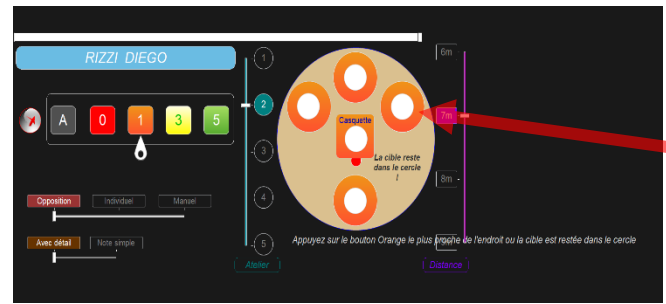 RIZZI DIEGO
A 0 1 3 5
Opposition Individuel Manuel
Avec détail Note simple
1
2
3
4
5
Atelier
Casquette
La cible reste
dans le cercle
!
6m
7m
8m
Appuyez sur le bouton Orange le plus proche de l'endroit ou la cible est restée dans le cercle
Distance